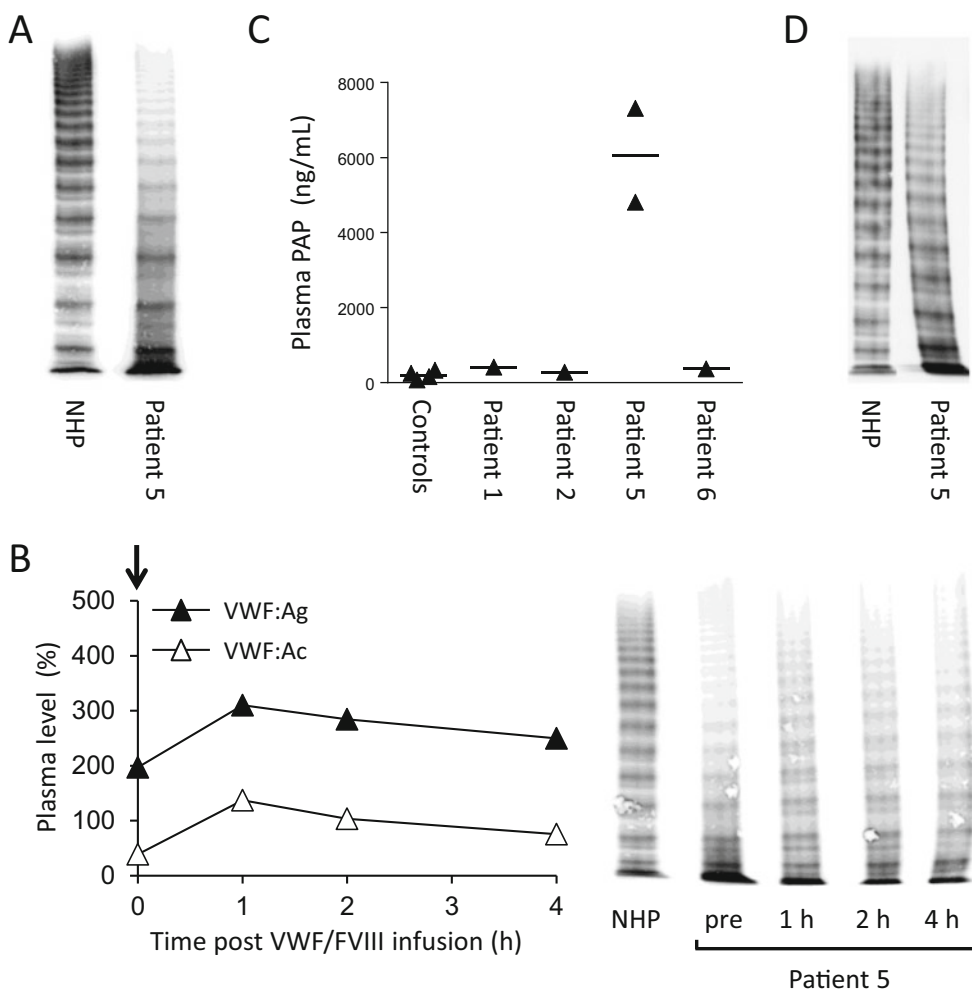 A
NHP
Patient 5
C
Plasma PAP (ng/mL)
8000
6000
4000
2000
0
Controls
Patient 1
Patient 2
Patient 5
Patient 6
D
NHP
Patient 5
B
Plasma level (%)
500
400
300
200
100
0
VWF:Ag
VWF:Ac
0 1 2 3 4
Time post VWF/FVIII infusion (h)
NHP pre 1 h 2 h 4 h
Patient 5